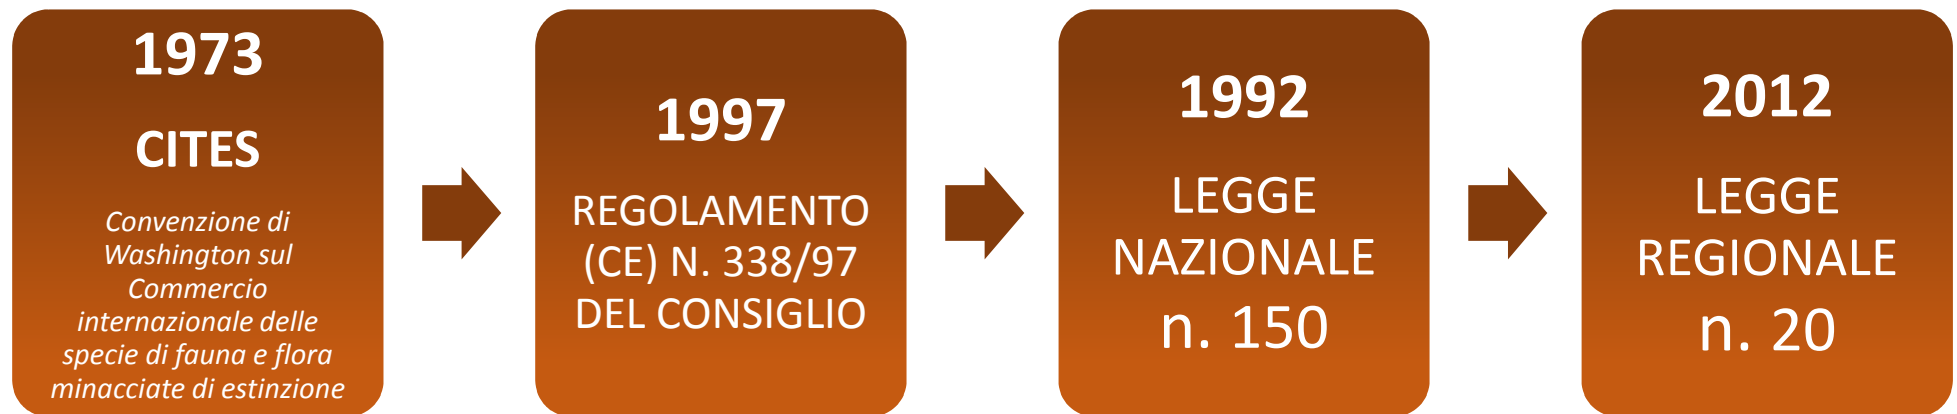 1973
CITES
Convenzione di
Washington sul
Commercio
internazionale delle
specie di fauna e flora
minacciate di estinzione
1997
REGOLAMENTO
(CE) N. 338/97
DEL CONSIGLIO
1992
LEGGE
NAZIONALE
n. 150
2012
LEGGE
REGIONALE
n. 20